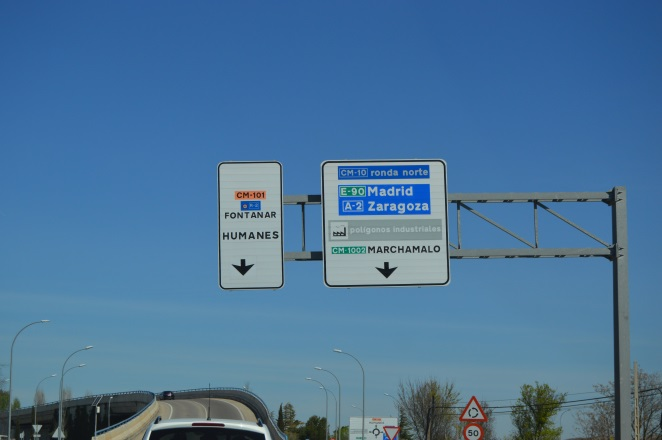 CM-101
FONTANAR
HUMANES
CM-10 ronda norte
E-90 Madrid
A-2 Zaragoza
polígonos industriales
CM-1002 MARCHAMALO
50